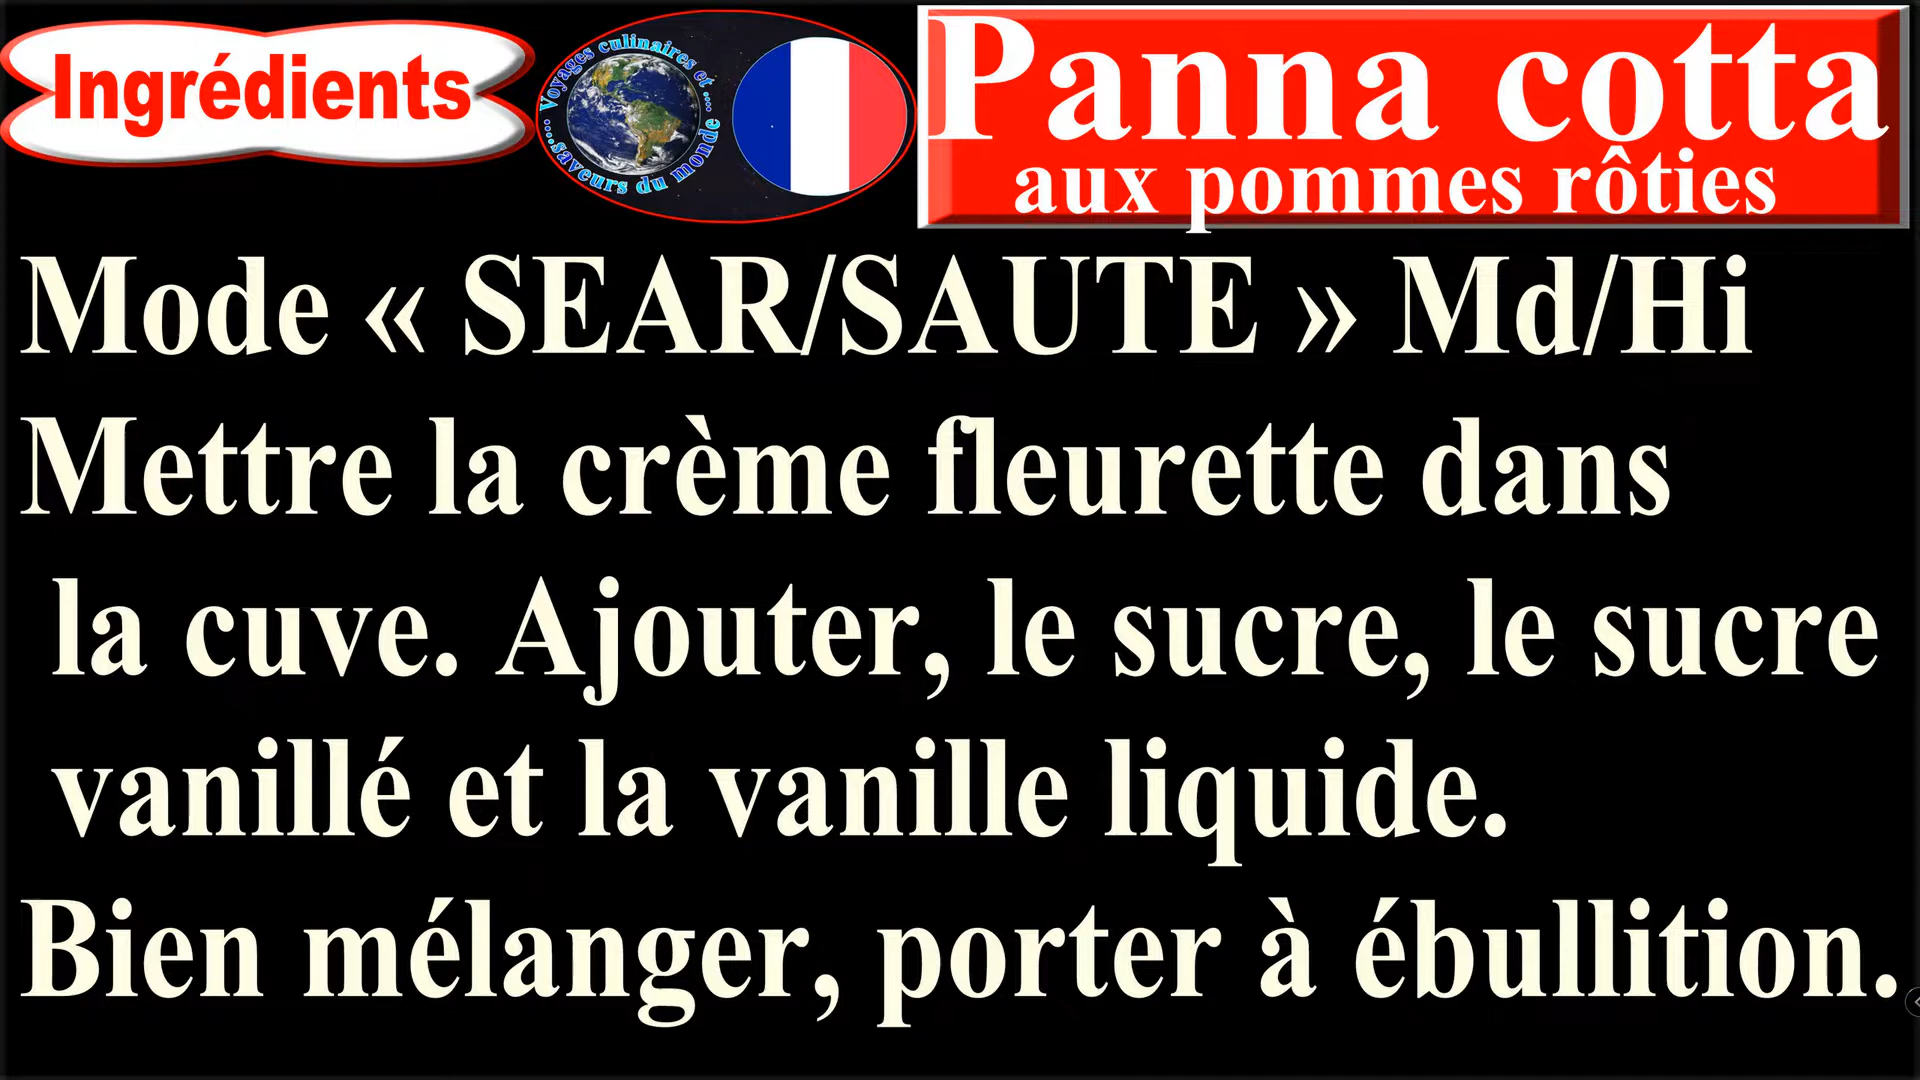 Ingrédients
Voyages culinaires et ....
....saveurs du monde
Panna cotta
aux pommes rôties
Mode « SEAR/SAUTE » Md/Hi
Mettre la crème fleurette dans
la cuve. Ajouter, le sucre, le sucre
vanillé et la vanille liquide.
Bien mélanger, porter à ébullition.